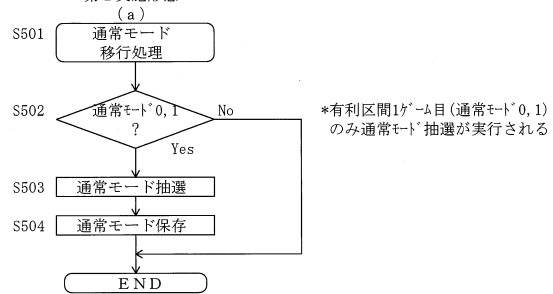 (a)
S501
通常モード
移行処理
S502
通常ﾓｰﾄﾞ0,1
?
No
Yes
*有利区間1ｹﾞｰﾑ目(通常ﾓｰﾄﾞ0,1)
のみ通常ﾓｰﾄﾞ抽選が実行される
S503
通常モード抽選
S504
通常モード保存
END